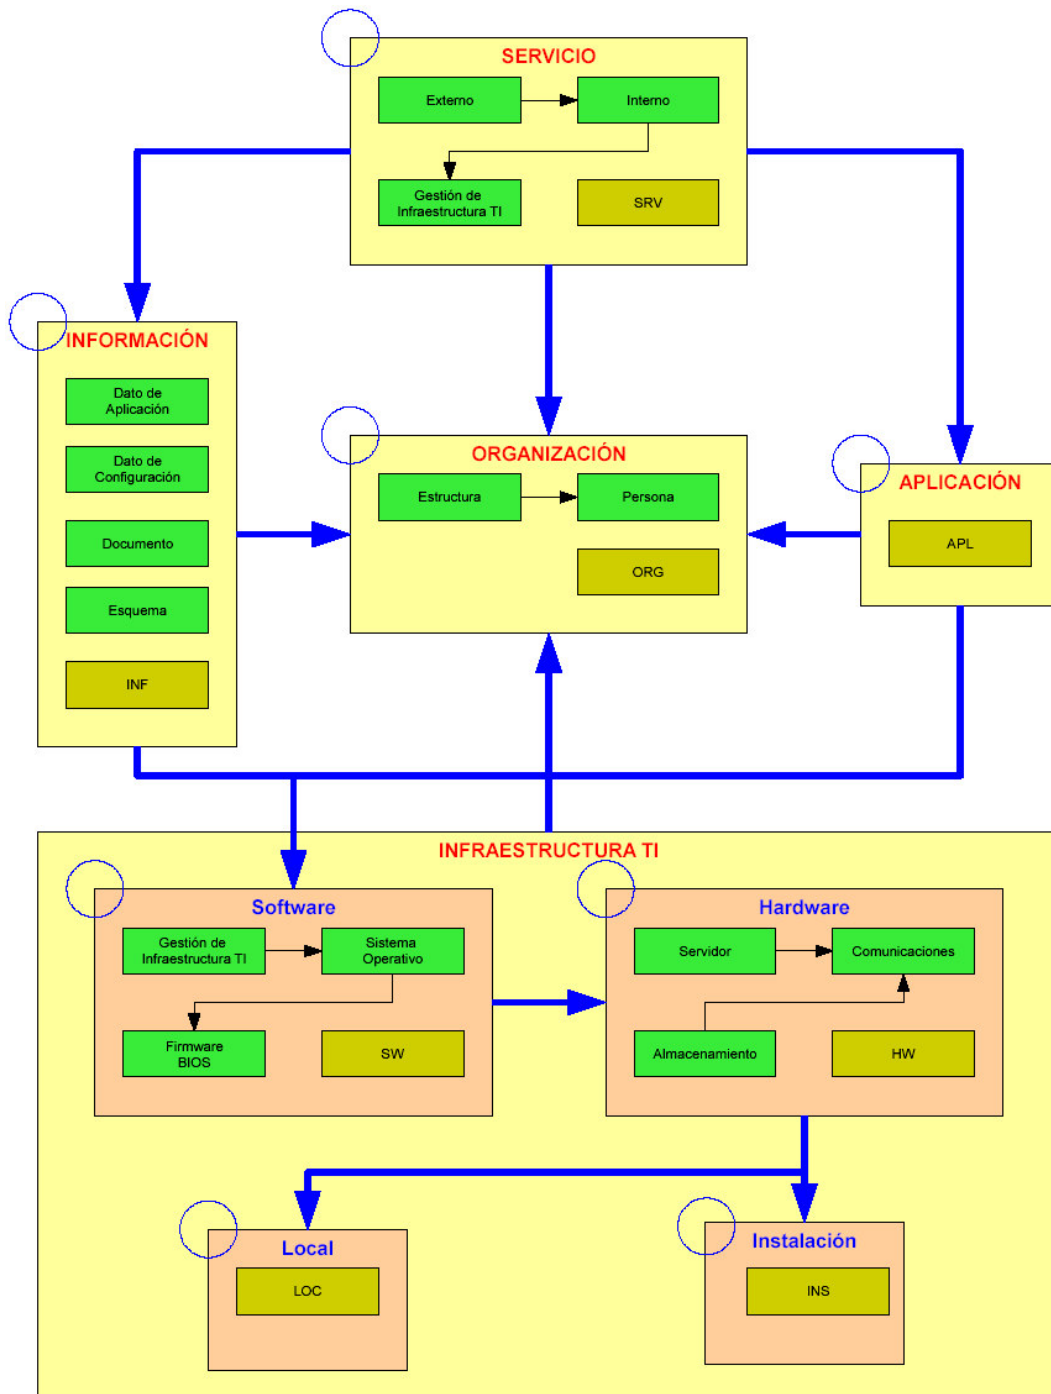 SERVICIO
Externo
Interno
Gestión de
Infraestructura TI
SRV
INFORMACIÓN
Dato de
Aplicación
Dato de
Configuración
Documento
Esquema
INF
ORGANIZACIÓN
Estructura
Persona
ORG
APLICACIÓN
APL
INFRAESTRUCTURA TI
Software
Gestión de
Infraestructura TI
Sistema
Operativo
Firmware
BIOS
SW
Hardware
Servidor
Comunicaciones
Almacenamiento
HW
Local
LOC
Instalación
INS